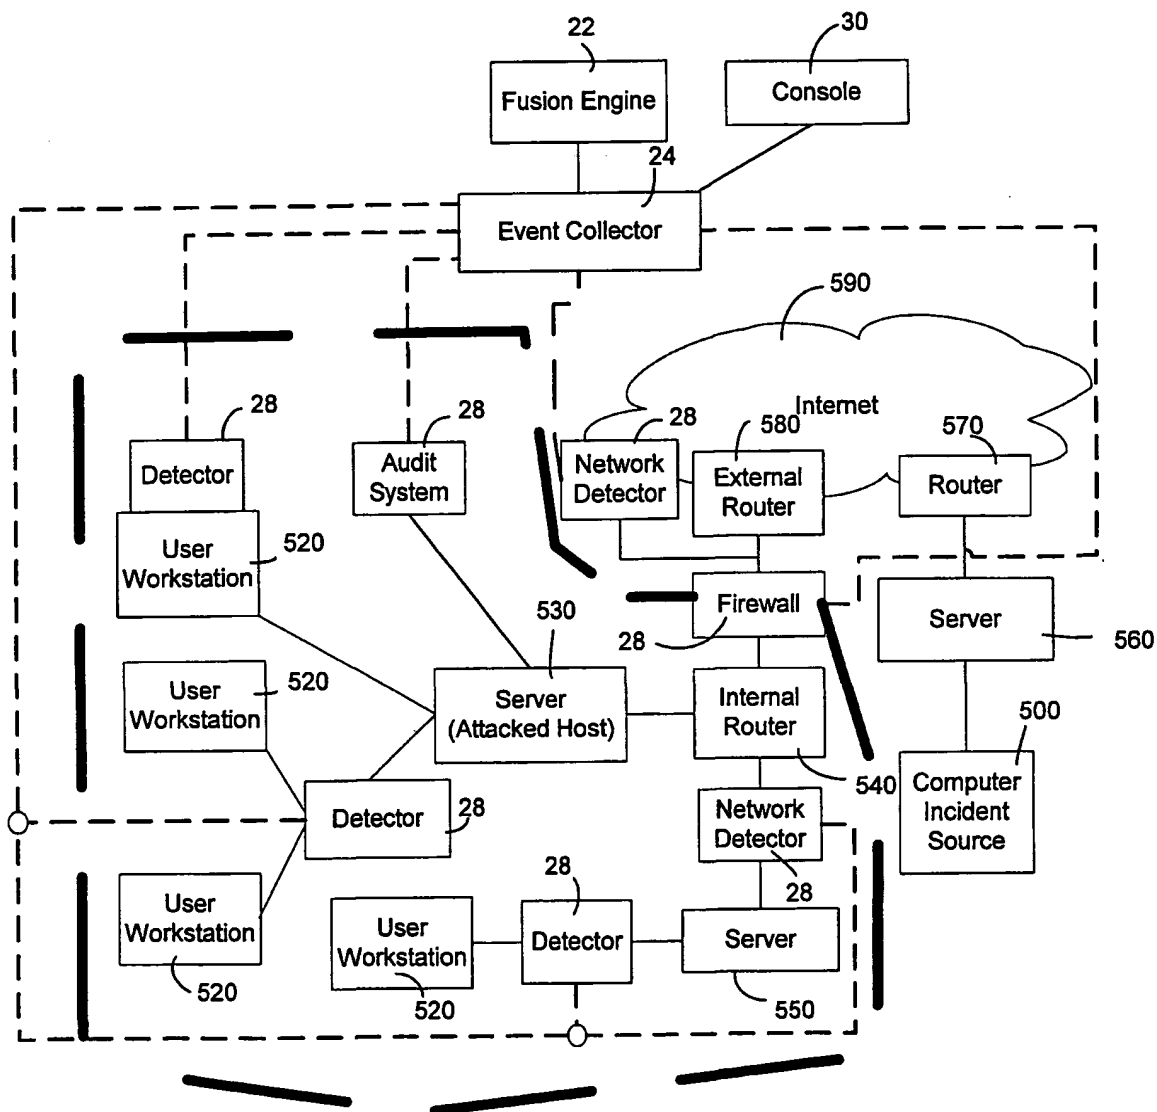 22
30
Fusion Engine
Console
24
Event Collector
590
Internet
28
28
28
580
570
Detector
Audit
System
Network
Detector
External
Router
Router
User
Workstation
520
530
Firewall
28
Server
560
User
Workstation
520
Server
(Attacked Host)
Internal
Router
500
540
Computer
Incident
Source
Detector
28
Network
Detector
28
28
User
Workstation
520
User
Workstation
520
Detector
Server
550